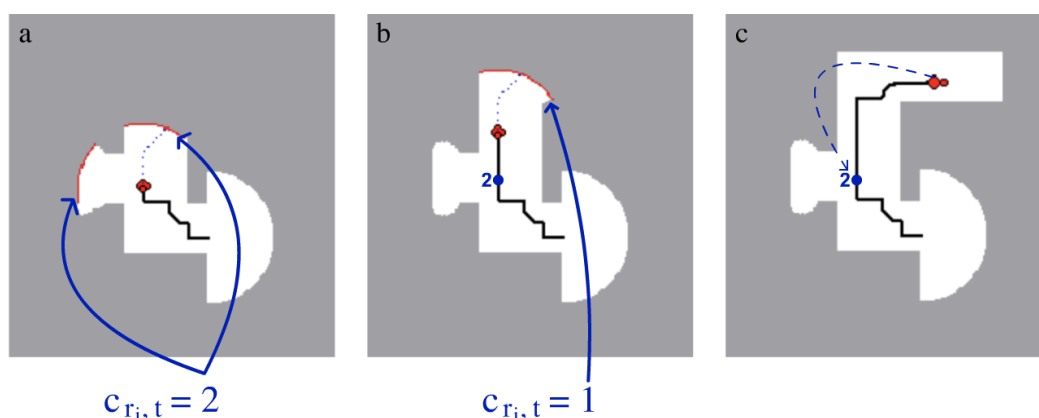 a
b
c
2
2
c_{r_i, t} = 2
c_{r_i, t} = 1